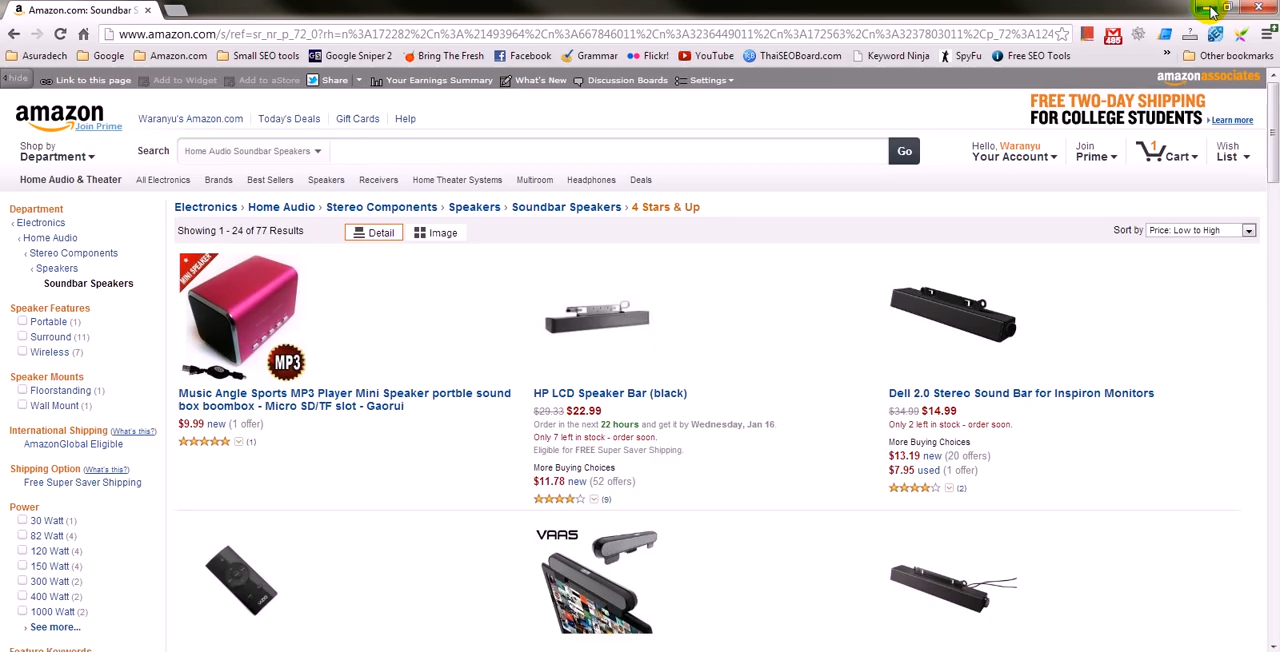 Amazon.com: Soundbar S
www.amazon.com/s/ref=sr_nr_p_72_0?rh=n%3A172282%2Cn%3A%21493964%2Cn%3A667846011%2Cn%3A3236449011%2Cn%3A172563%2Cn%3A3237803011%2Cp_72%3A124
495
Asuradech
Google
Amazon.com
Small SEO tools
GS Google Sniper 2
Bring The Fresh
Facebook
Grammar
Flickr!
YouTube
ThaiSEOBoard.com
Keyword Ninja
SpyFu
Free SEO Tools
»
Other bookmarks
hide
Link to this page
Add to Widget
Add to aStore
Share
Your Earnings Summary
What's New
Discussion Boards
Settings
amazonassociates
amazon
Join Prime
Waranyu's Amazon.com
Today's Deals
Gift Cards
Help
FREE TWO-DAY SHIPPING
FOR COLLEGE STUDENTS
Learn more
Shop by
Department
Search
Home Audio Soundbar Speakers
Go
Hello, Waranyu
Your Account
Join
Prime
1
Cart
Wish
List
Home Audio & Theater
All Electronics
Brands
Best Sellers
Speakers
Receivers
Home Theater Systems
Multiroom
Headphones
Deals
Department
‹ Electronics
‹ Home Audio
‹ Stereo Components
‹ Speakers
Soundbar Speakers
Speaker Features
Portable (1)
Surround (11)
Wireless (7)
Speaker Mounts
Floorstanding (1)
Wall Mount (1)
International Shipping (What's this?)
AmazonGlobal Eligible
Shipping Option (What's this?)
Free Super Saver Shipping
Power
30 Watt (1)
82 Watt (4)
120 Watt (4)
150 Watt (4)
300 Watt (2)
400 Watt (2)
1000 Watt (2)
› See more...
Feature Keywords
Electronics › Home Audio › Stereo Components › Speakers › Soundbar Speakers › 4 Stars & Up
Showing 1 - 24 of 77 Results
Detail
Image
Sort by
Price: Low to High
MINI SPEAKER
MP3
Music Angle Sports MP3 Player Mini Speaker portble sound
box boombox - Micro SD/TF slot - Gaorui
$9.99 new (1 offer)
(1)
HP LCD Speaker Bar (black)
$29.33 $22.99
Order in the next 22 hours and get it by Wednesday, Jan 16.
Only 7 left in stock - order soon.
Eligible for FREE Super Saver Shipping.
More Buying Choices
$11.78 new (52 offers)
(9)
Dell 2.0 Stereo Sound Bar for Inspiron Monitors
$34.99 $14.99
Only 2 left in stock - order soon.
More Buying Choices
$13.19 new (20 offers)
$7.95 used (1 offer)
(2)
VAAS